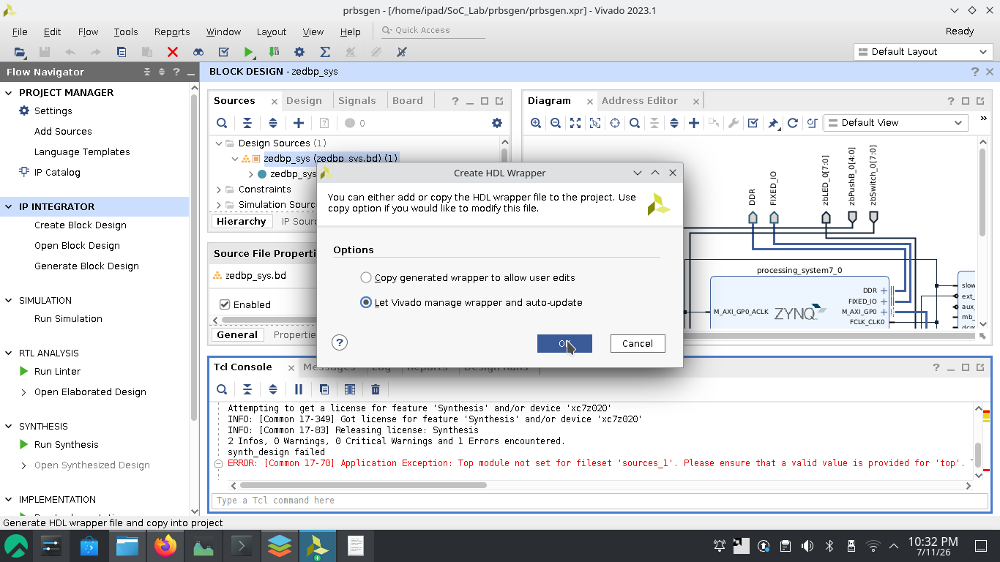 prbsgen - [/home/ipad/SoC_Lab/prbsgen/prbsgen.xpr] - Vivado 2023.1
File Edit Flow Tools Reports Window Layout View Help Quick Access Ready
Default Layout
Flow Navigator
PROJECT MANAGER
Settings
Add Sources
Language Templates
IP Catalog
IP INTEGRATOR
Create Block Design
Open Block Design
Generate Block Design
SIMULATION
Run Simulation
RTL ANALYSIS
Run Linter
Open Elaborated Design
SYNTHESIS
Run Synthesis
Open Synthesized Design
IMPLEMENTATION
BLOCK DESIGN - zedbp_sys
Sources Design Signals Board
0
Design Sources (1)
zedbp_sys (zedbp_sys.bd) (1)
zedbp_sys
Constraints
Simulation Source
Hierarchy IP Sourc
Source File Properti
zedbp_sys.bd
Enabled
General Propertie
Diagram Address Editor
Default View
DDR
FIXED_IO
zbLED_0[7:0]
zbPushB_0[4:0]
zbSwitch_0[7:0]
processing_system7_0
DDR
FIXED_IO
M_AXI_GP0_ACLK ZYNQ M_AXI_GP0
FCLK_CLK0
slow
ext_
aux_
mb_
Create HDL Wrapper
You can either add or copy the HDL wrapper file to the project. Use
copy option if you would like to modify this file.
Options
Copy generated wrapper to allow user edits
Let Vivado manage wrapper and auto-update
OK Cancel
Tcl Console Messages Log Reports Design Runs
Attempting to get a license for feature 'Synthesis' and/or device 'xc7z020'
INFO: [Common 17-349] Got license for feature 'Synthesis' and/or device 'xc7z020'
INFO: [Common 17-83] Releasing license: Synthesis
2 Infos, 0 Warnings, 0 Critical Warnings and 1 Errors encountered.
synth_design failed
ERROR: [Common 17-70] Application Exception: Top module not set for fileset 'sources_1'. Please ensure that a valid value is provided for 'top'.
Type a Tcl command here
Generate HDL wrapper file and copy into project
10:32 PM
7/11/26